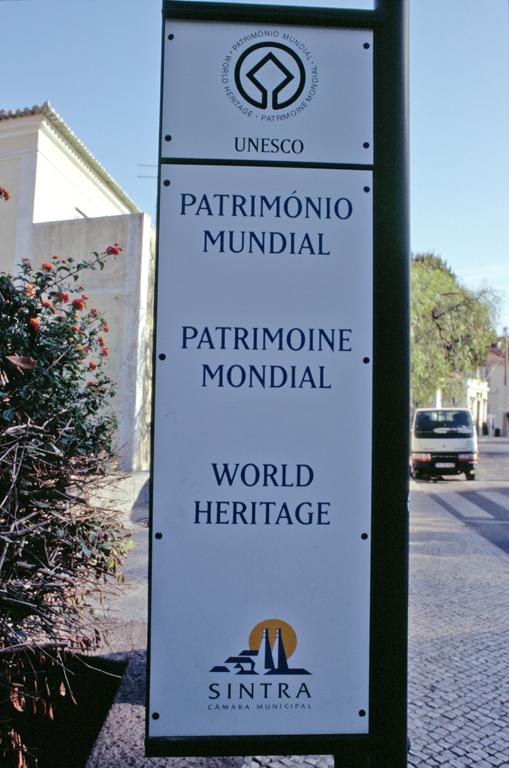 PATRIMÓNIO MUNDIAL · WORLD HERITAGE · PATRIMOINE MONDIAL ·
UNESCO
PATRIMÓNIO
MUNDIAL
PATRIMOINE
MONDIAL
WORLD
HERITAGE
SINTRA
CÂMARA MUNICIPAL